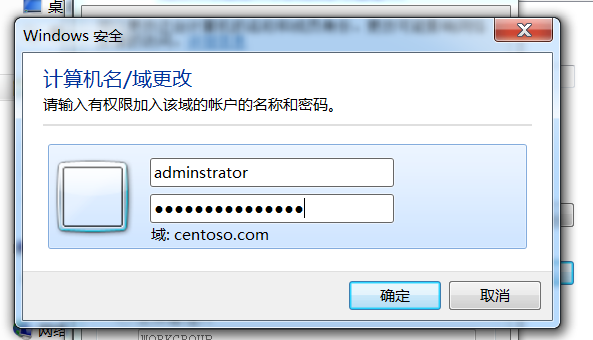 桌
Windows 安全
计算机名/域更改
请输入有权限加入该域的帐户的名称和密码。
adminstrator
●●●●●●●●●●●●●●●
域: centoso.com
确定
取消
网络
WORKGROUP